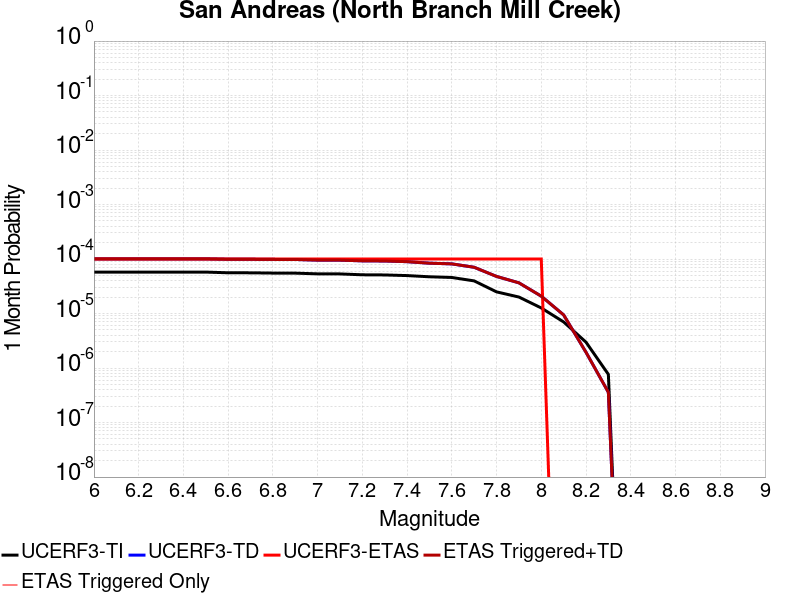 San Andreas (North Branch Mill Creek)
10^0
10^-1
10^-2
10^-3
10^-4
10^-5
10^-6
10^-7
10^-8
1 Month Probability
6 6.2 6.4 6.6 6.8 7 7.2 7.4 7.6 7.8 8 8.2 8.4 8.6 8.8 9
Magnitude
UCERF3-TI UCERF3-TD UCERF3-ETAS ETAS Triggered+TD
ETAS Triggered Only